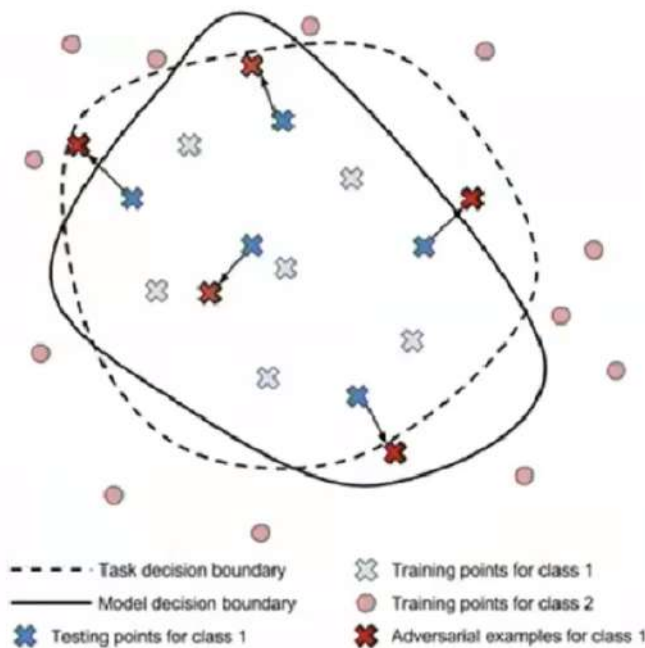 Task decision boundary
Training points for class 1
Model decision boundary
Training points for class 2
Testing points for class 1
Adversarial examples for class 1